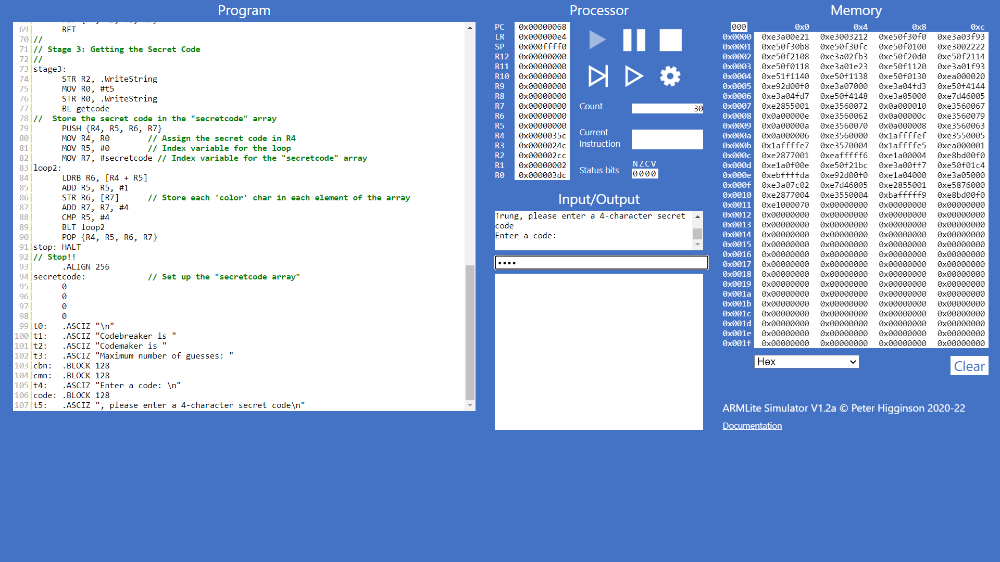 Program
69|      RET
70|//
71|// Stage 3: Getting the Secret Code
72|//
73|stage3:
74|      STR R2, .WriteString
75|      MOV R0, #t5
76|      STR R0, .WriteString
77|      BL getcode
78|//  Store the secret code in the "secretcode" array
79|      PUSH {R4, R5, R6, R7}
80|      MOV R4, R0        // Assign the secret code in R4
81|      MOV R5, #0        // Index variable for the loop
82|      MOV R7, #secretcode // Index variable for the "secretcode" array
83|loop2:
84|      LDRB R6, [R4 + R5]
85|      ADD R5, R5, #1
86|      STR R6, [R7]      // Store each 'color' char in each element of the array
87|      ADD R7, R7, #4
88|      CMP R5, #4
89|      BLT loop2
90|      POP {R4, R5, R6, R7}
91|stop: HALT
92|// Stop!!
93|      .ALIGN 256
94|secretcode:             // Set up the "secretcode array"
95|      0
96|      0
97|      0
98|      0
99|t0:   .ASCIZ "\n"
100|t1:   .ASCIZ "Codebreaker is "
101|t2:   .ASCIZ "Codemaker is "
102|t3:   .ASCIZ "Maximum number of guesses: "
103|cbn:  .BLOCK 128
104|cmn:  .BLOCK 128
105|t4:   .ASCIZ "Enter a code: \n"
106|code: .BLOCK 128
107|t5:   .ASCIZ ", please enter a 4-character secret code\n"
Processor
PC 0x00000068
LR 0x000000e4
SP 0x000ffff0
R12 0x00000000
R11 0x00000000
R10 0x00000000
R9 0x00000000
R8 0x00000000
R7 0x00000000
R6 0x00000000
R5 0x00000000
R4 0x0000035c
R3 0x0000024c
R2 0x000002cc
R1 0x00000002
R0 0x000003dc
Count 30
Current
Instruction
NZCV
Status bits 0000
Input/Output
Trung, please enter a 4-character secret
code
Enter a code:
••••
Memory
000 0x0 0x4 0x8 0xc
0x0000 0xe3a00e21 0xe3003212 0xe50f30f0 0xe3a03f93
0x0001 0xe50f30b8 0xe50f30fc 0xe50f0100 0xe3002222
0x0002 0xe50f2108 0xe3a02fb3 0xe50f20d0 0xe50f2114
0x0003 0xe50f0118 0xe3a01e23 0xe50f1120 0xe3a01f93
0x0004 0xe51f1140 0xe50f1138 0xe50f0130 0xea000020
0x0005 0xe92d00f0 0xe3a07000 0xe3a04fd3 0xe50f4144
0x0006 0xe3a04fd7 0xe50f4148 0xe3a05000 0xe7d46005
0x0007 0xe2855001 0xe3560072 0x0a000010 0xe3560067
0x0008 0x0a00000e 0xe3560062 0x0a00000c 0xe3560079
0x0009 0x0a00000a 0xe3560070 0x0a000008 0xe3560063
0x000a 0x0a000006 0xe3560000 0x1affffef 0xe3550005
0x000b 0x1affffe7 0xe3570004 0x1affffe5 0xea000001
0x000c 0xe2877001 0xeafffff6 0xe1a00004 0xe8bd00f0
0x000d 0xe1a0f00e 0xe50f21bc 0xe3a00ff7 0xe50f01c4
0x000e 0xebffffda 0xe92d00f0 0xe1a04000 0xe3a05000
0x000f 0xe3a07c02 0xe7d46005 0xe2855001 0xe5876000
0x0010 0xe2877004 0xe3550004 0xbafffff9 0xe8bd00f0
0x0011 0xe1000070 0x00000000 0x00000000 0x00000000
0x0012 0x00000000 0x00000000 0x00000000 0x00000000
0x0013 0x00000000 0x00000000 0x00000000 0x00000000
0x0014 0x00000000 0x00000000 0x00000000 0x00000000
0x0015 0x00000000 0x00000000 0x00000000 0x00000000
0x0016 0x00000000 0x00000000 0x00000000 0x00000000
0x0017 0x00000000 0x00000000 0x00000000 0x00000000
0x0018 0x00000000 0x00000000 0x00000000 0x00000000
0x0019 0x00000000 0x00000000 0x00000000 0x00000000
0x001a 0x00000000 0x00000000 0x00000000 0x00000000
0x001b 0x00000000 0x00000000 0x00000000 0x00000000
0x001c 0x00000000 0x00000000 0x00000000 0x00000000
0x001d 0x00000000 0x00000000 0x00000000 0x00000000
0x001e 0x00000000 0x00000000 0x00000000 0x00000000
0x001f 0x00000000 0x00000000 0x00000000 0x00000000
Hex
Clear
ARMLite Simulator V1.2a © Peter Higginson 2020-22
Documentation